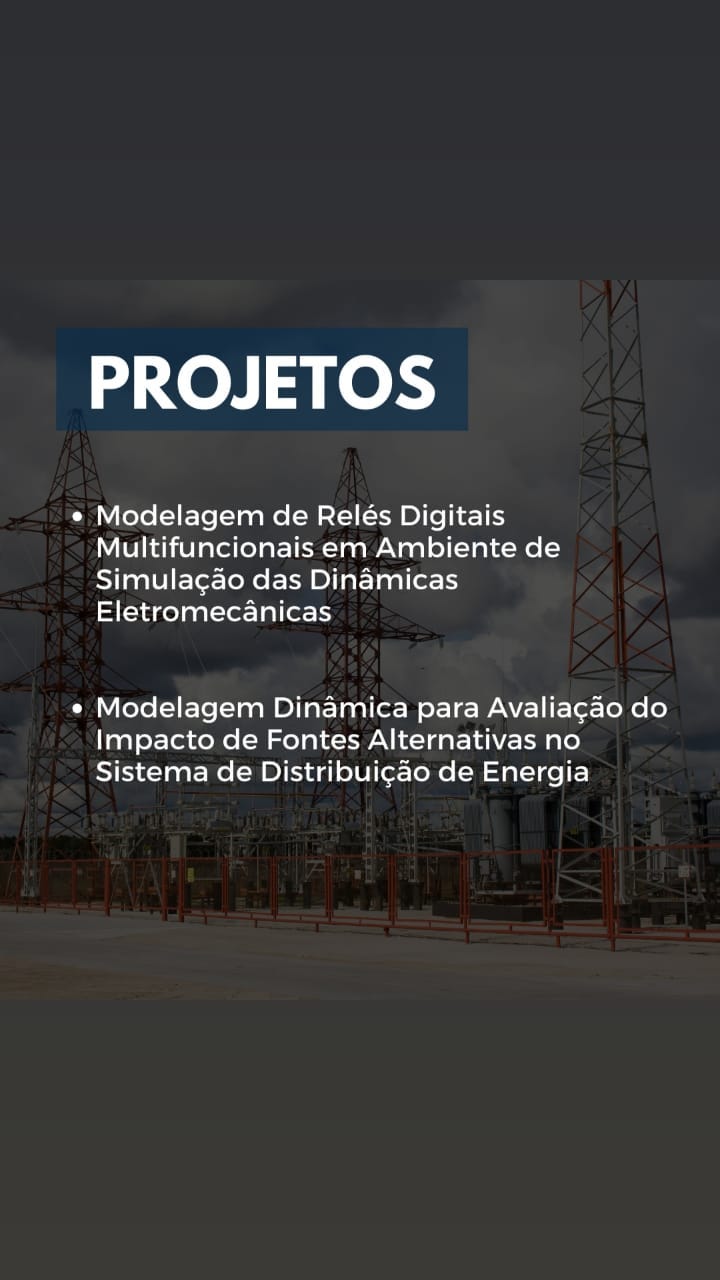 PROJETOS
• Modelagem de Relés Digitais
Multifuncionais em Ambiente de
Simulação das Dinâmicas
Eletromecânicas
• Modelagem Dinâmica para Avaliação do
Impacto de Fontes Alternativas no
Sistema de Distribuição de Energia